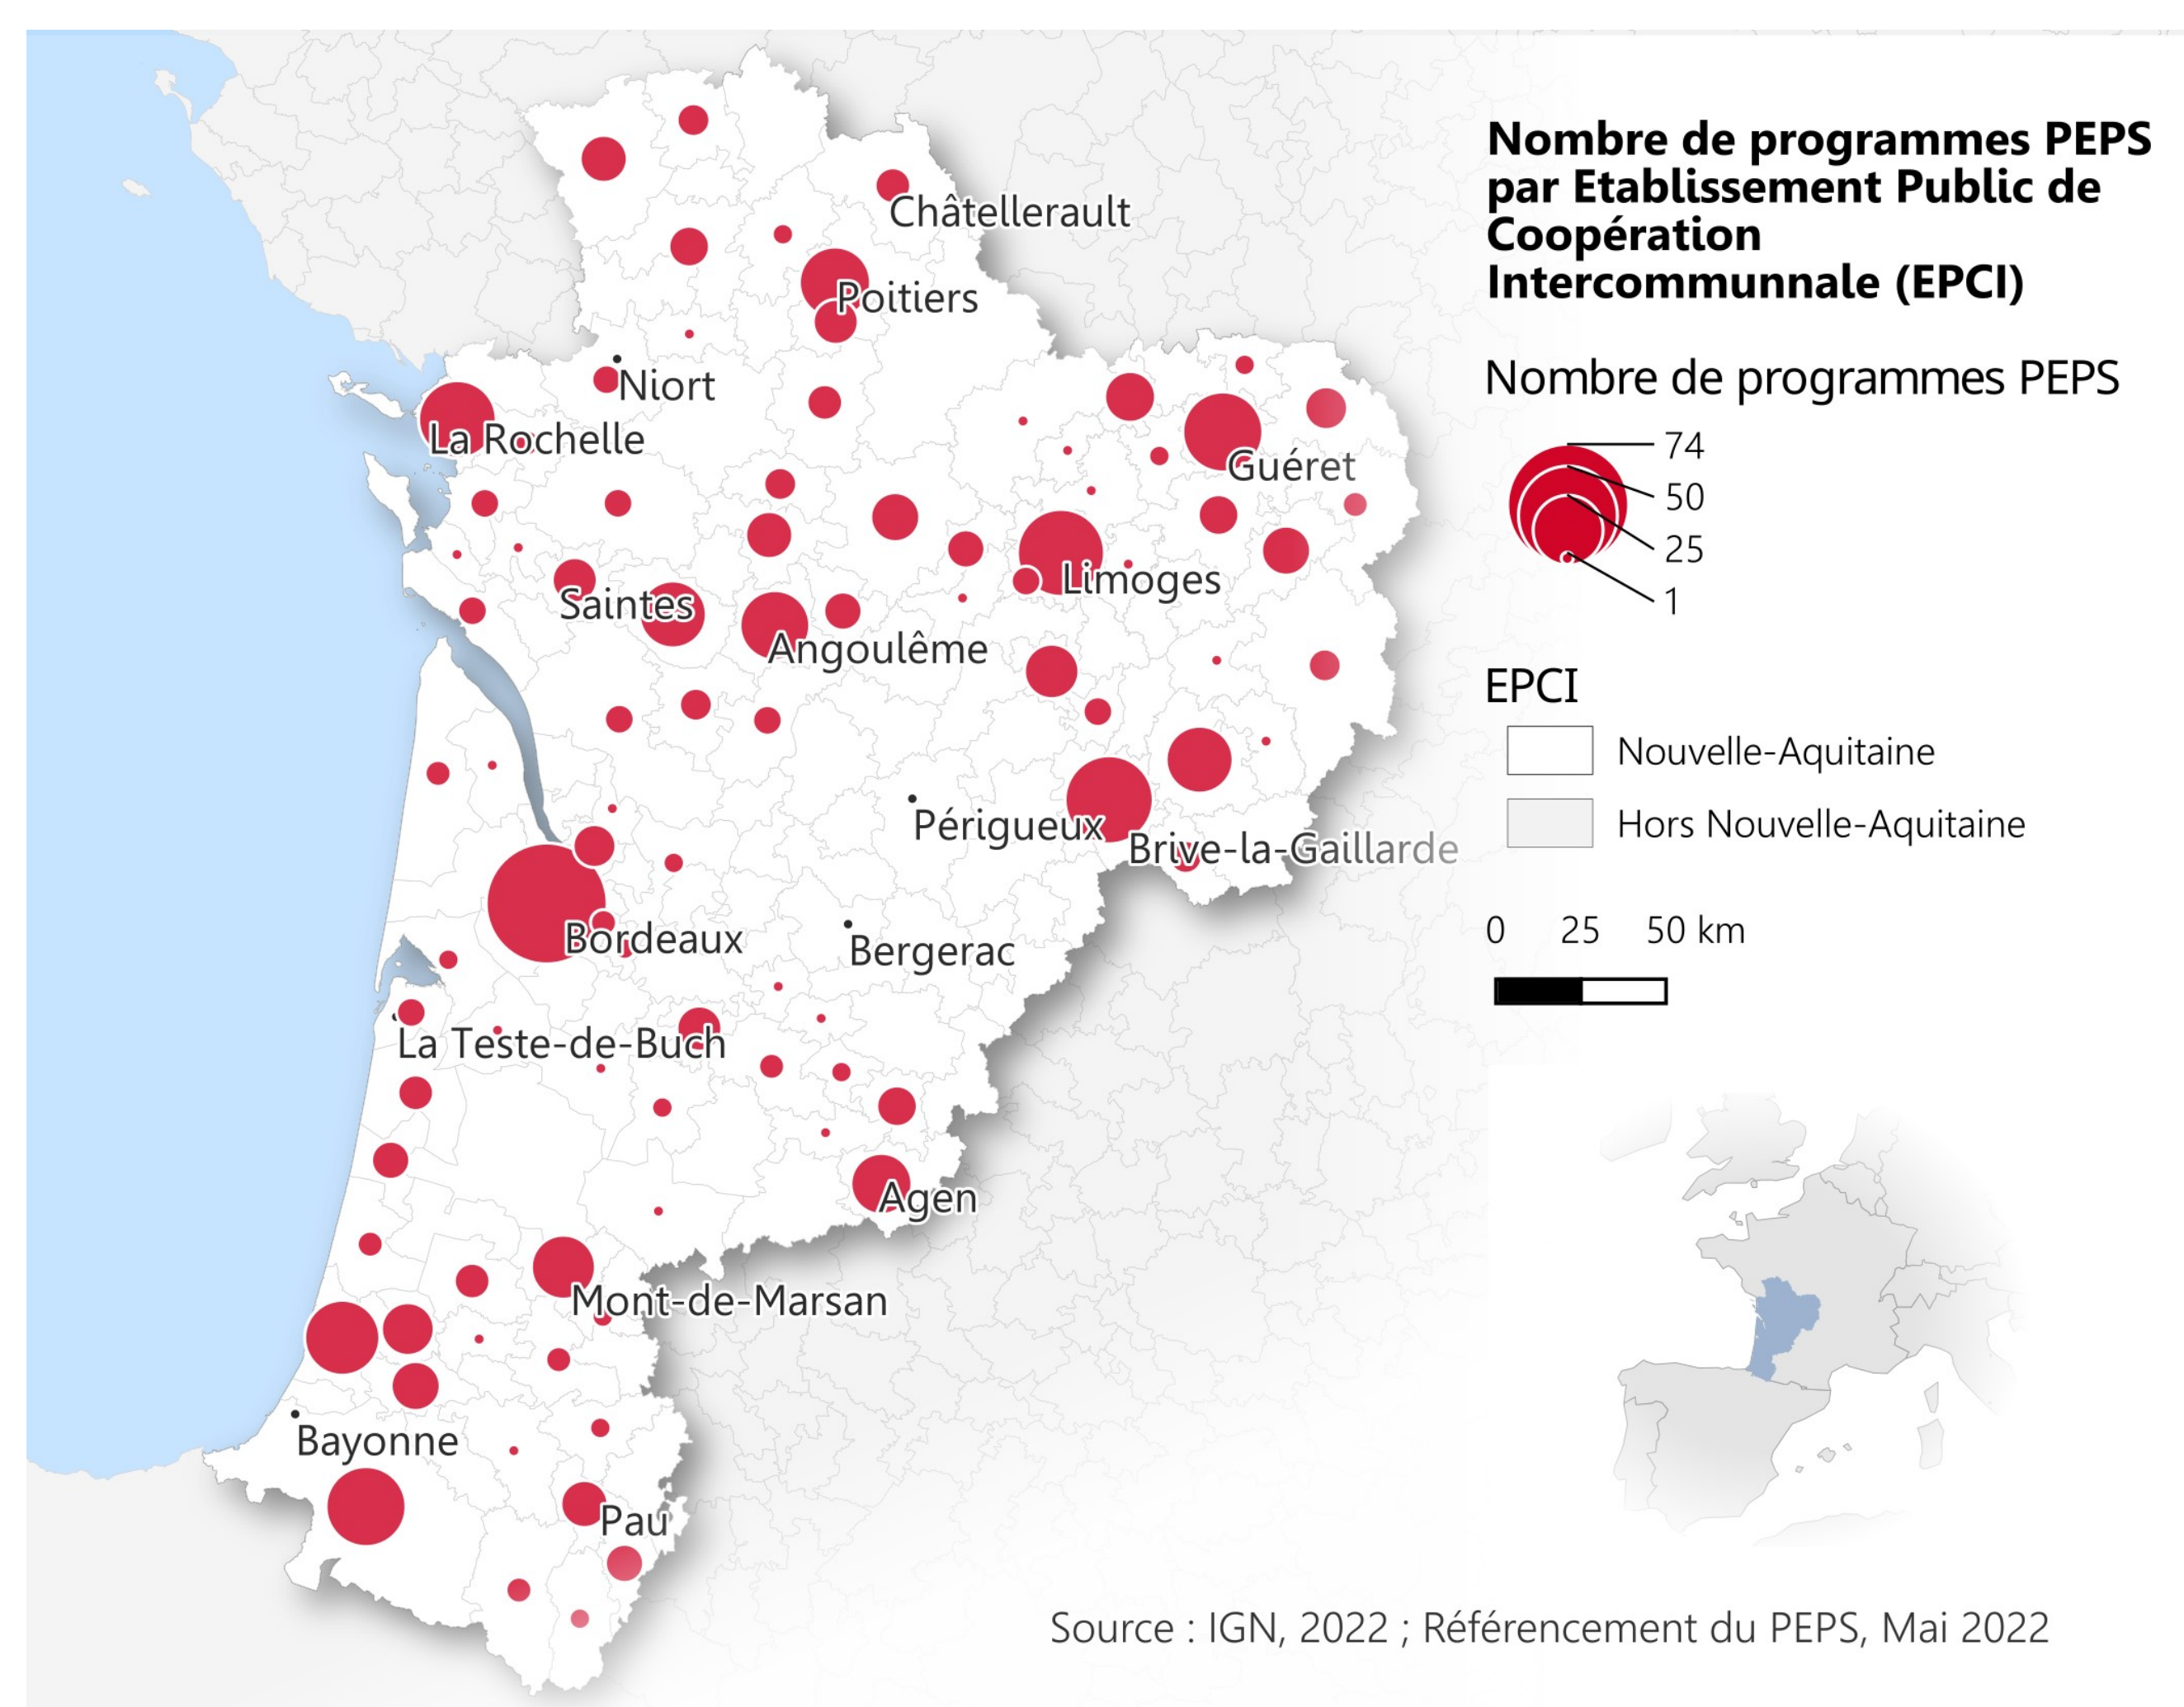 Nombre de programmes PEPS
par Etablissement Public de
Coopération
Intercommunnale (EPCI)
Nombre de programmes PEPS
74
50
25
1
EPCI
Nouvelle-Aquitaine
Hors Nouvelle-Aquitaine
0 25 50 km
Châtellerault
Poitiers
Niort
La Rochelle
Guéret
Limoges
Saintes
Angoulême
Périgueux
Brive-la-Gaillarde
Bordeaux
Bergerac
La Teste-de-Buch
Agen
Mont-de-Marsan
Bayonne
Pau
Source : IGN, 2022 ; Référencement du PEPS, Mai 2022